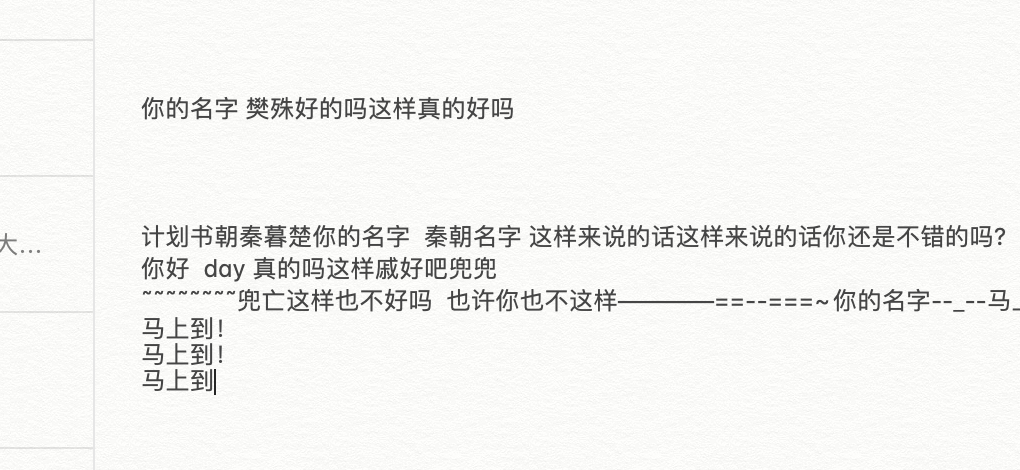 你的名字 樊殊好的吗这样真的好吗
计划书朝秦暮楚你的名字  秦朝名字 这样来说的话这样来说的话你还是不错的吗?
大...
你好  day 真的吗这样戚好吧兜兜
~~~~~~~~兜亡这样也不好吗  也许你也不这样————==--===~你的名字--_--马上
马上到!
马上到!
马上到